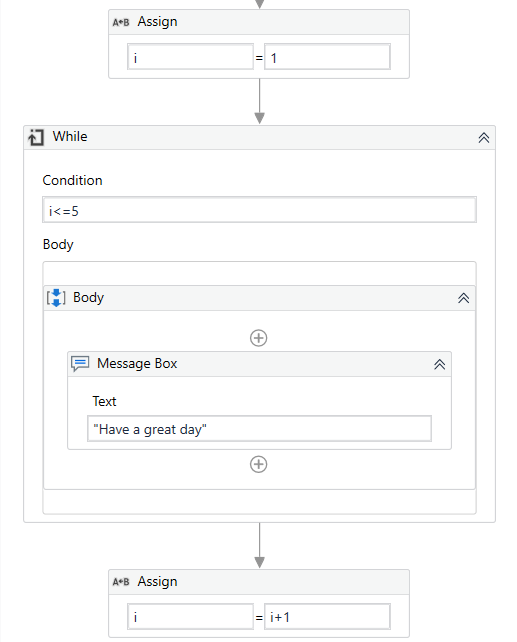 A←B Assign
i = 1
While
Condition
i<=5
Body
Body
Message Box
Text
"Have a great day"
A←B Assign
i = i+1